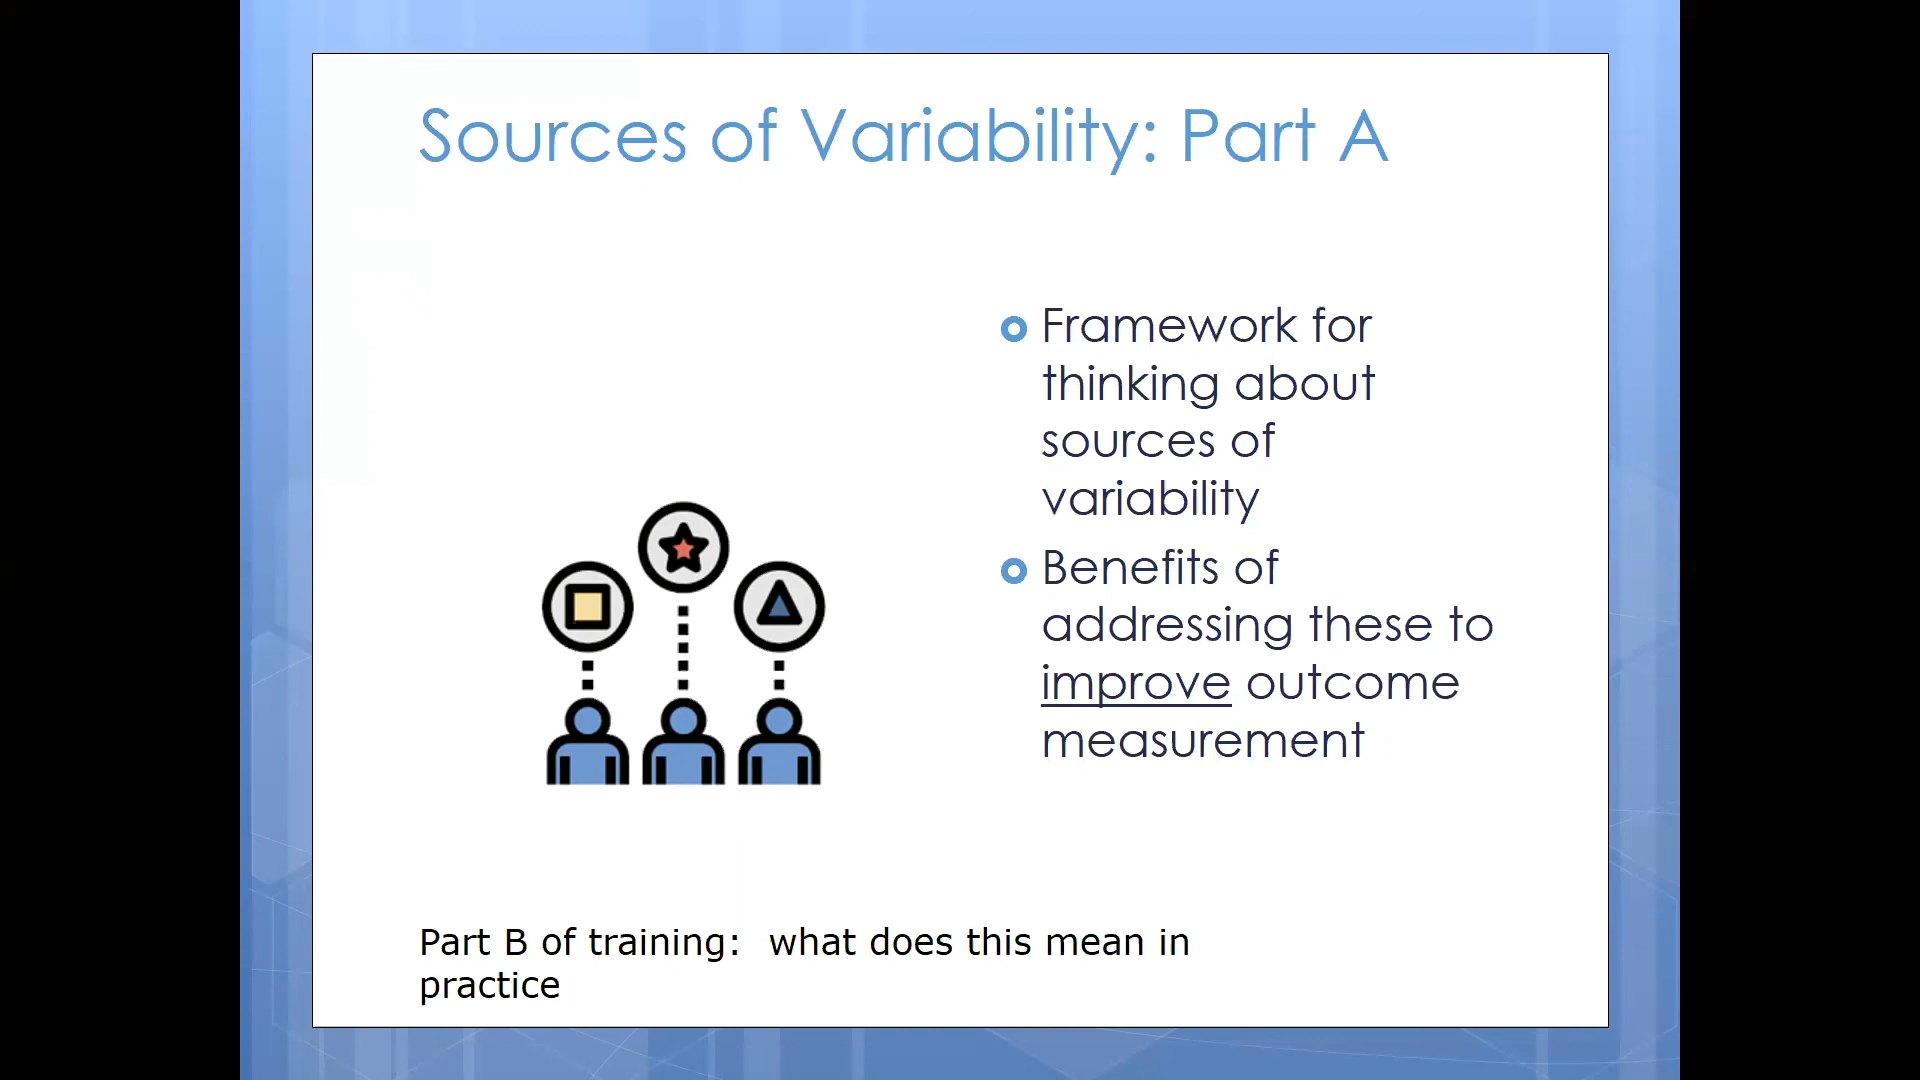 Sources of Variability: Part A
Framework for
thinking about
sources of
variability
Benefits of
addressing these to
improve outcome
measurement
Part B of training:  what does this mean in
practice